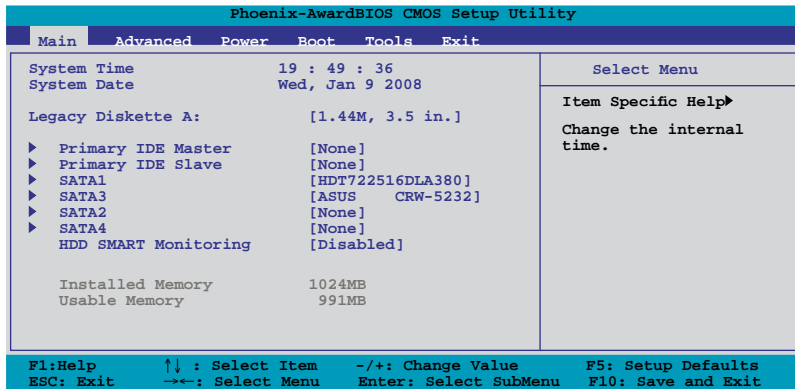 Phoenix-AwardBIOS CMOS Setup Utility
Main Advanced Power Boot Tools Exit
System Time 19 : 49 : 36
System Date Wed, Jan 9 2008
Legacy Diskette A: [1.44M, 3.5 in.]
Primary IDE Master [None]
Primary IDE Slave [None]
SATA1 [HDT722516DLA380]
SATA3 [ASUS CRW-5232]
SATA2 [None]
SATA4 [None]
HDD SMART Monitoring [Disabled]
Installed Memory 1024MB
Usable Memory 991MB
Select Menu
Item Specific Help
Change the internal
time.
F1:Help ↑↓ : Select Item -/+: Change Value F5: Setup Defaults
ESC: Exit →←: Select Menu Enter: Select SubMenu F10: Save and Exit